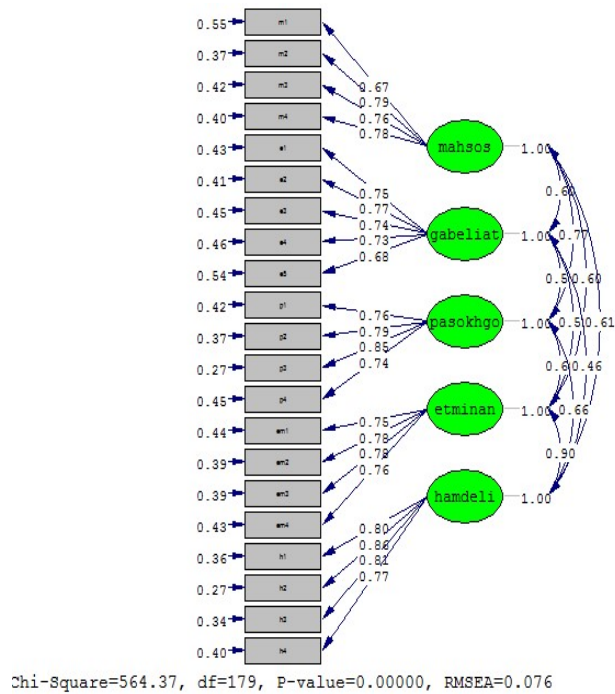 0.55 m1
0.37 m2
0.42 m3
0.40 m4
0.43 e1
0.41 e2
0.45 e3
0.46 e4
0.54 e5
0.42 p1
0.37 p2
0.27 p3
0.45 p4
0.44 em1
0.39 em2
0.39 em3
0.43 em4
0.36 h1
0.27 h2
0.34 h3
0.40 h4
0.67
0.79
0.76
0.78
mahsos 1.00
0.75
0.77
0.74
0.73
0.68
gabeliat 1.00
0.76
0.79
0.85
0.74
pasokhgo 1.00
0.75
0.78
0.78
0.76
etminan 1.00
0.80
0.86
0.81
0.77
hamdeli 1.00
0.77
0.60
0.61
0.46
0.66
0.90
Chi-Square=564.37, df=179, P-value=0.00000, RMSEA=0.076